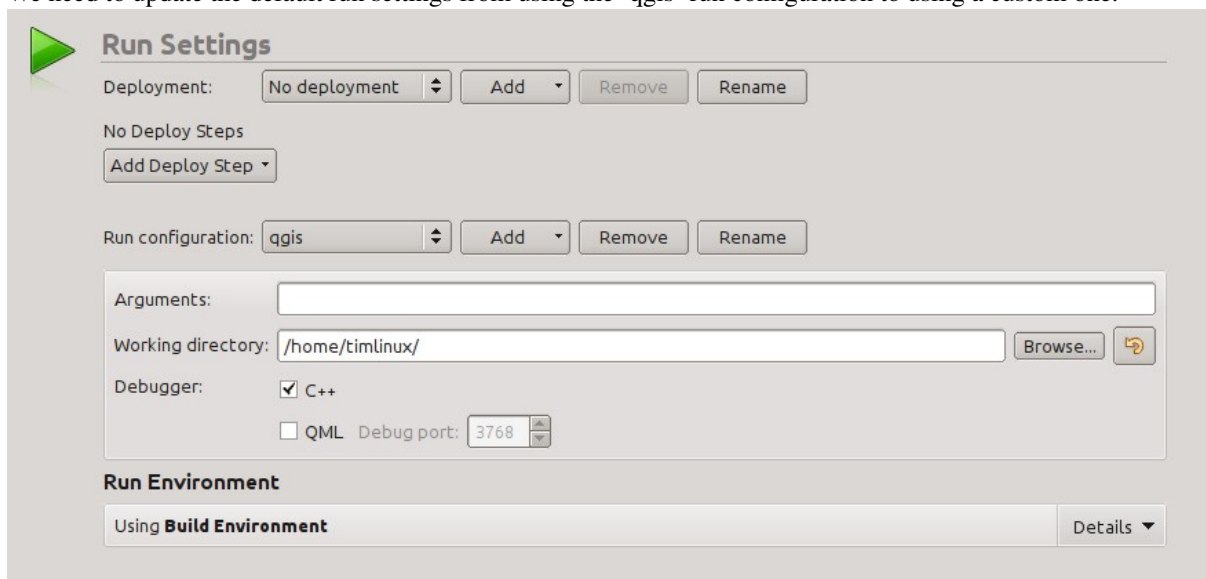 We need to update the default run settings from using the 'qgis' run configuration to using a custom one.
Run Settings
Deployment: No deployment Add Remove Rename
No Deploy Steps
Add Deploy Step
Run configuration: qgis Add Remove Rename
Arguments:
Working directory: /home/timlinux/ Browse...
Debugger: C++
QML Debug port: 3768
Run Environment
Using Build Environment Details